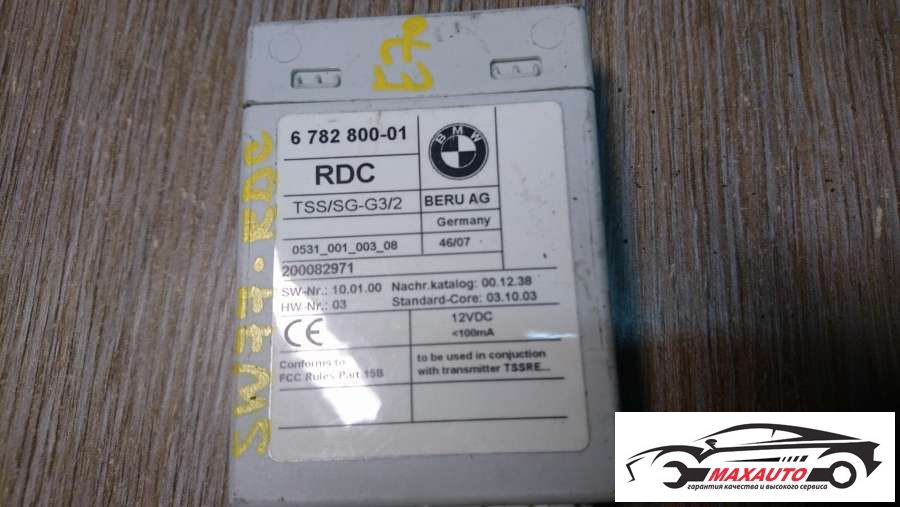 E70
SW77-RDC
6 782 800-01
BMW
RDC
TSS/SG-G3/2
BERU AG
Germany
0531_001_003_08
46/07
200082971
SW-Nr.: 10.01.00 Nachr.katalog: 00.12.38
HW-Nr.: 03 Standard-Core: 03.10.03
CE
12VDC
<100mA
Conforms to
FCC Rules Part 15B
to be used in conjuction
with transmitter TSSRE...
MAXAUTO
гарантия качества и высокого сервиса